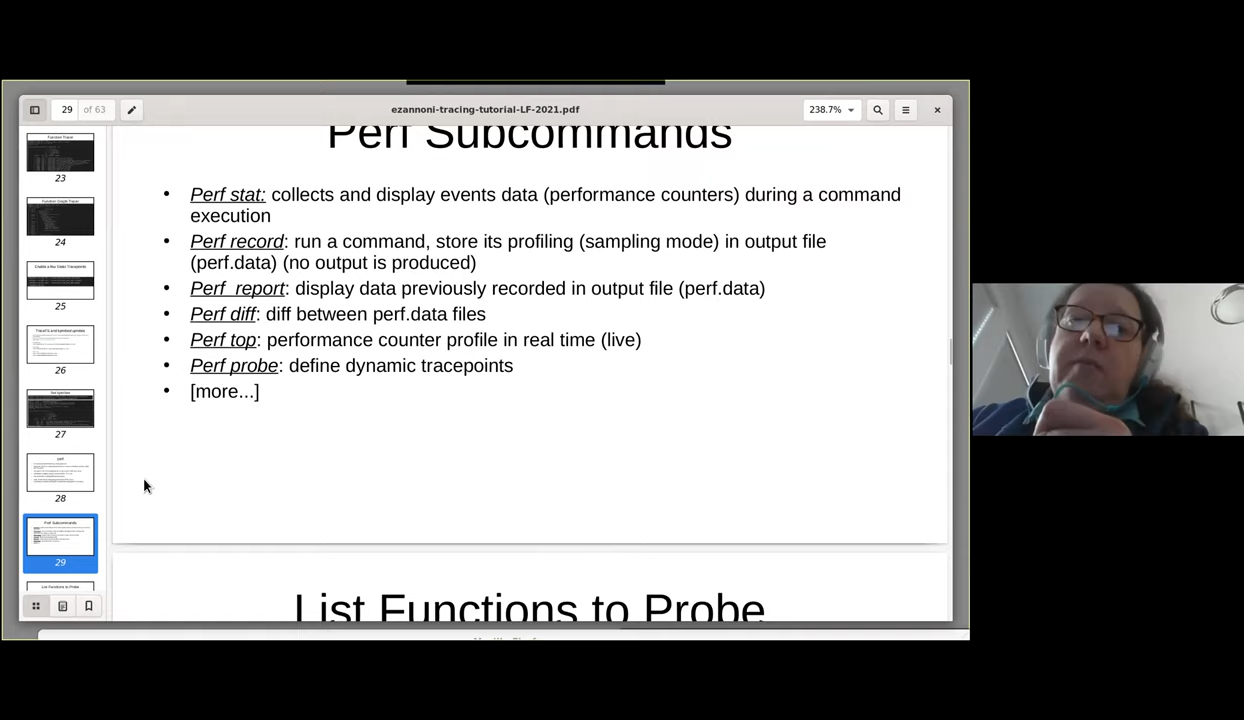 29 of 63
ezannoni-tracing-tutorial-LF-2021.pdf
238.7%
23
24
25
26
27
28
29
Perf Subcommands
• Perf stat: collects and display events data (performance counters) during a command
execution
• Perf record: run a command, store its profiling (sampling mode) in output file
(perf.data) (no output is produced)
• Perf report: display data previously recorded in output file (perf.data)
• Perf diff: diff between perf.data files
• Perf top: performance counter profile in real time (live)
• Perf probe: define dynamic tracepoints
• [more...]
List Functions to Probe